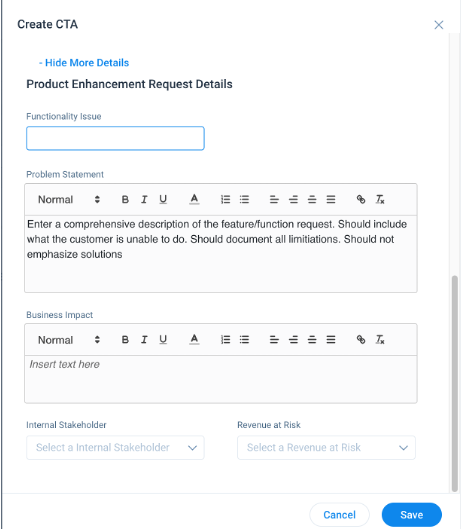 Create CTA
- Hide More Details
Product Enhancement Request Details
Functionality Issue
Problem Statement
Normal B I U A
Enter a comprehensive description of the feature/function request. Should include
what the customer is unable to do. Should document all limitiations. Should not
emphasize solutions
Business Impact
Normal B I U A
Insert text here
Internal Stakeholder Revenue at Risk
Select a Internal Stakeholder Select a Revenue at Risk
Cancel Save